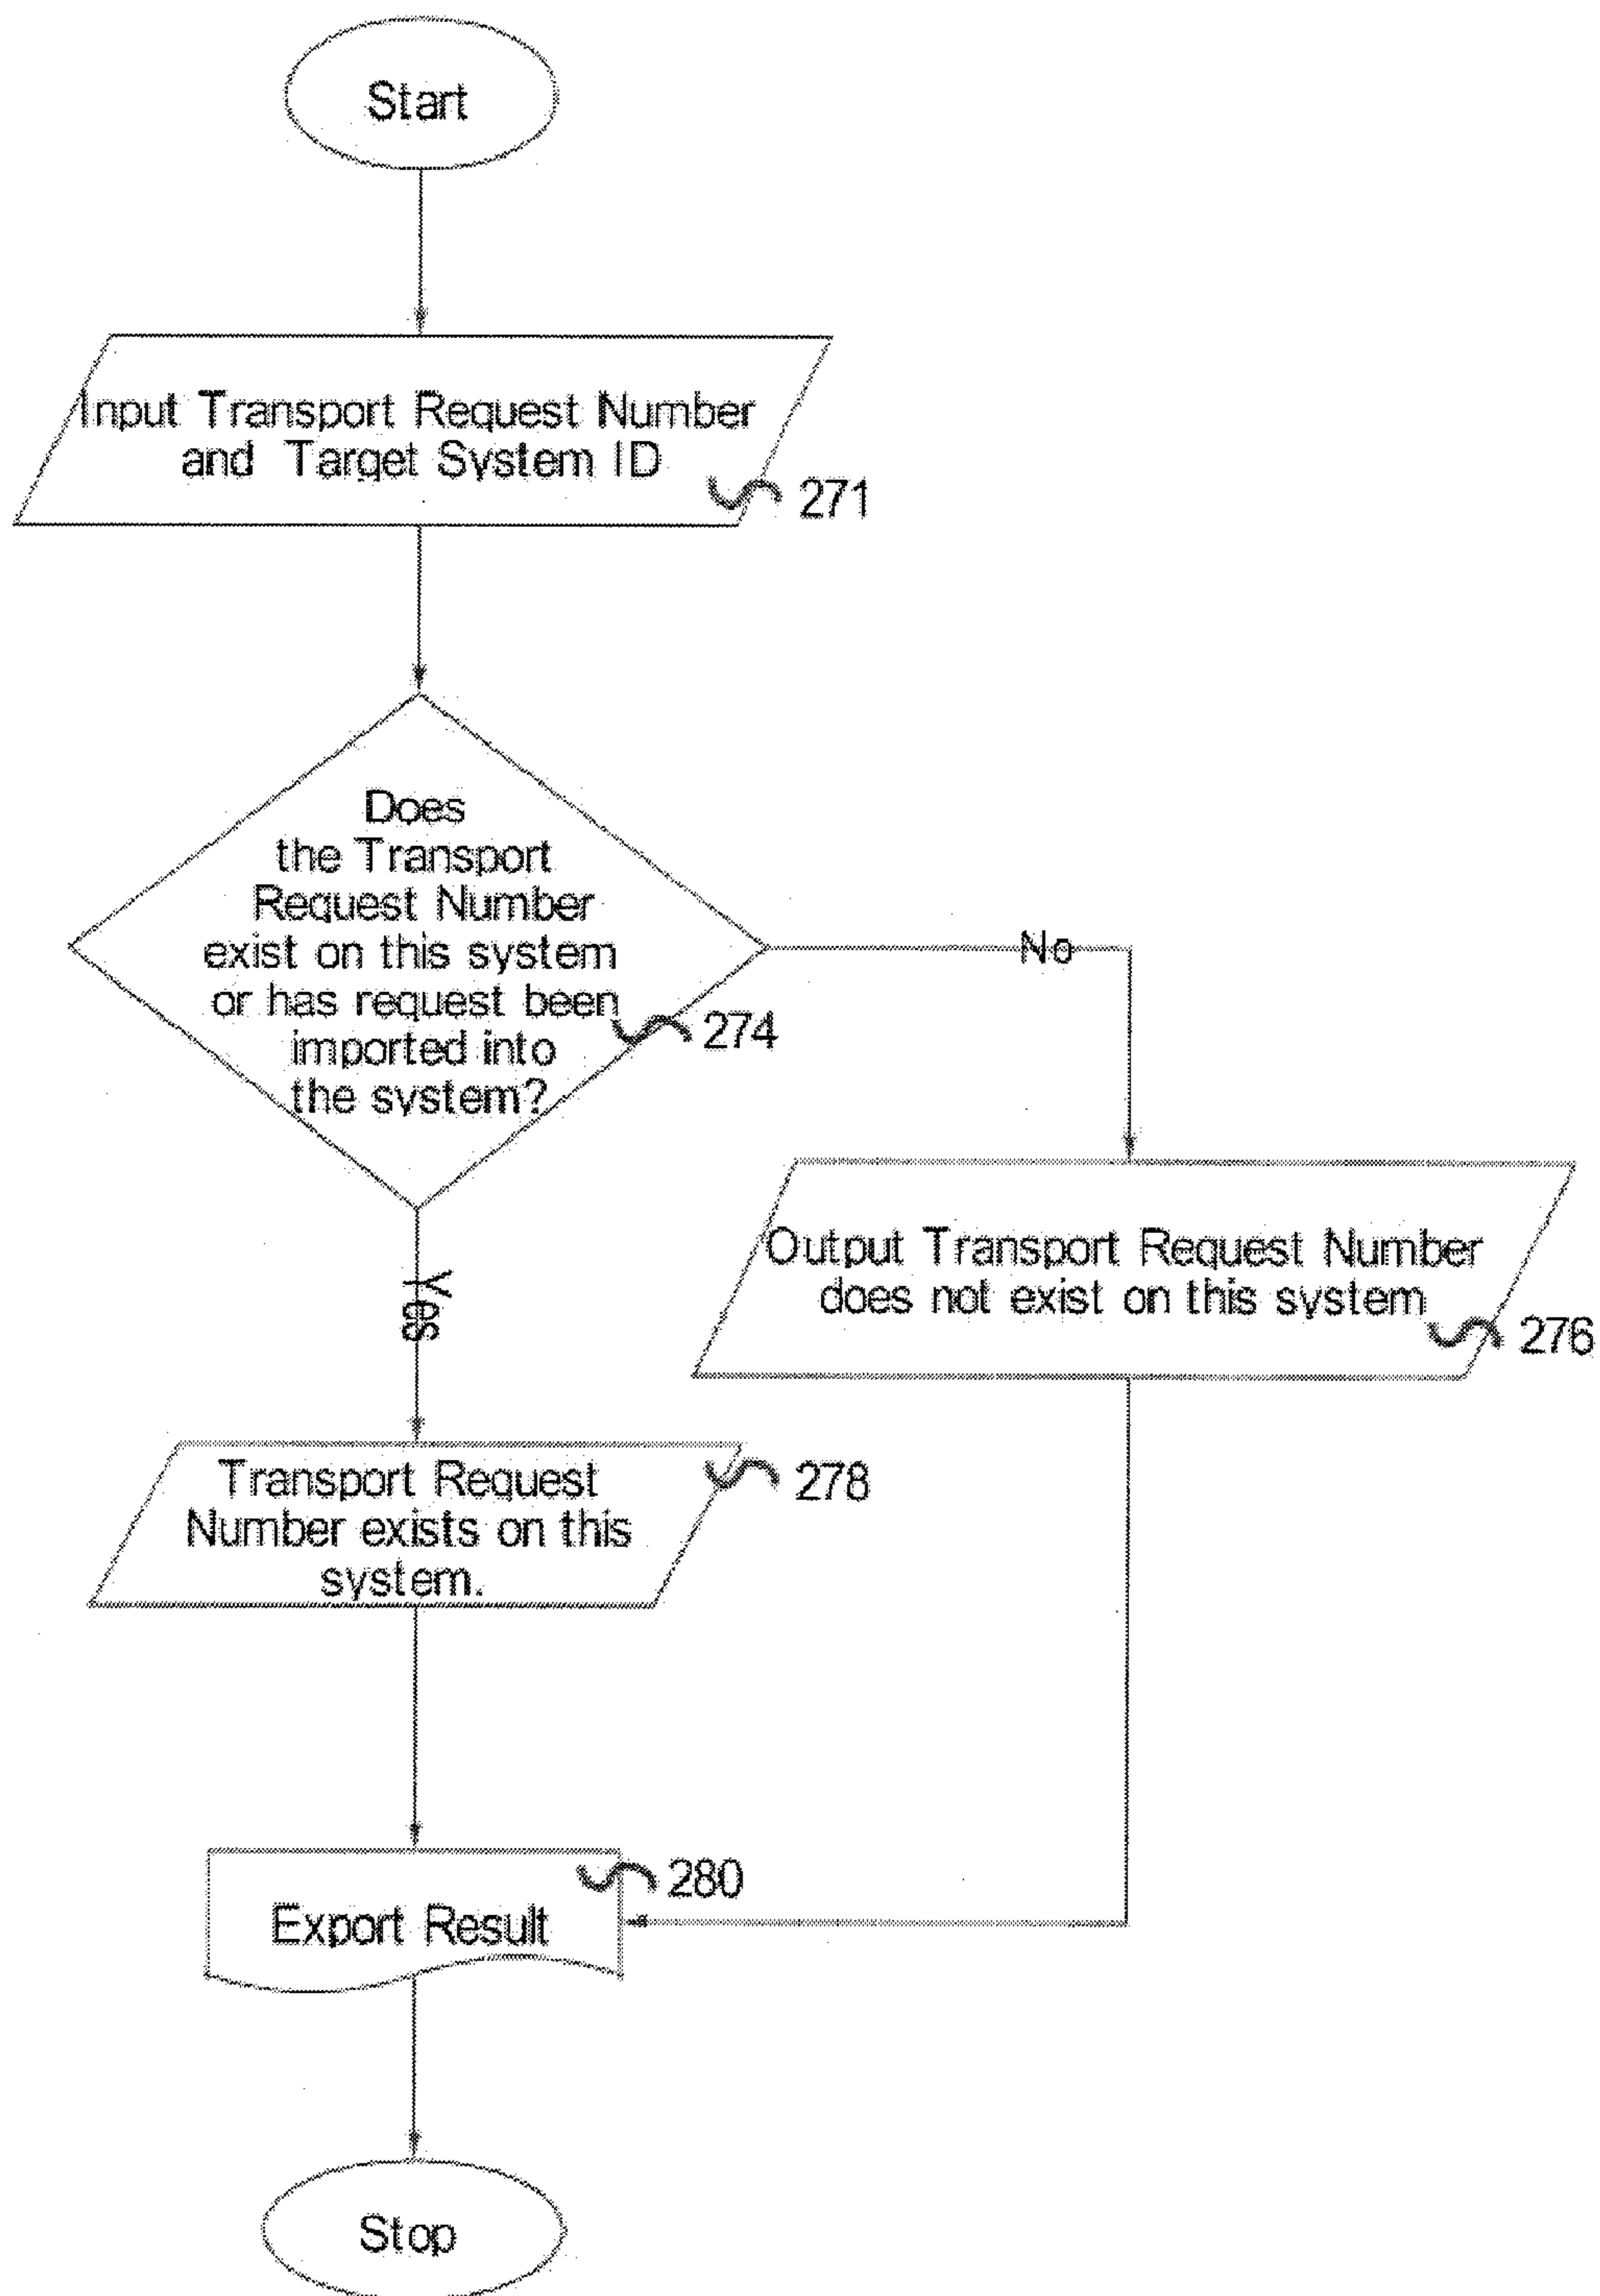 Start
Input Transport Request Number
and Target System ID
271
Does
the Transport
Request Number
exist on this system
or has request been
imported into
the system?
274
No
Yes
Output Transport Request Number
does not exist on this system
276
Transport Request
Number exists on this
system.
278
Export Result
280
Stop